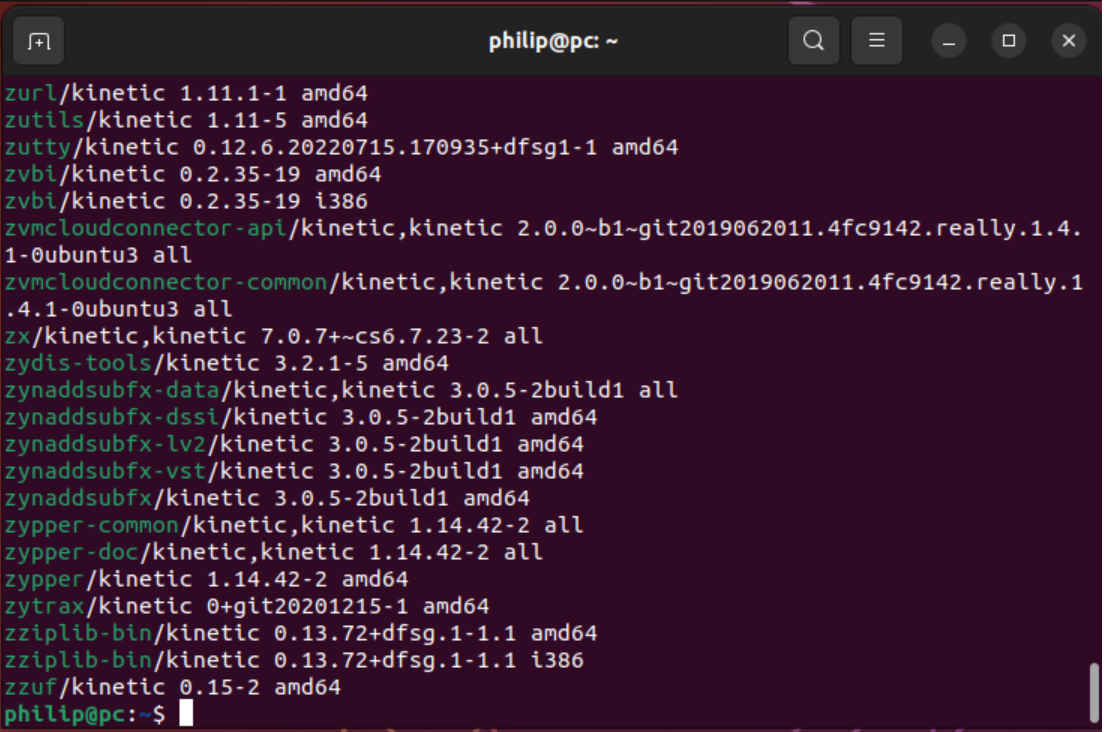 philip@pc: ~
zurl/kinetic 1.11.1-1 amd64
zutils/kinetic 1.11-5 amd64
zutty/kinetic 0.12.6.20220715.170935+dfsg1-1 amd64
zvbi/kinetic 0.2.35-19 amd64
zvbi/kinetic 0.2.35-19 i386
zvmcloudconnector-api/kinetic,kinetic 2.0.0~b1~git2019062011.4fc9142.really.1.4.
1-0ubuntu3 all
zvmcloudconnector-common/kinetic,kinetic 2.0.0~b1~git2019062011.4fc9142.really.1
.4.1-0ubuntu3 all
zx/kinetic,kinetic 7.0.7+~cs6.7.23-2 all
zydis-tools/kinetic 3.2.1-5 amd64
zynaddsubfx-data/kinetic,kinetic 3.0.5-2build1 all
zynaddsubfx-dssi/kinetic 3.0.5-2build1 amd64
zynaddsubfx-lv2/kinetic 3.0.5-2build1 amd64
zynaddsubfx-vst/kinetic 3.0.5-2build1 amd64
zynaddsubfx/kinetic 3.0.5-2build1 amd64
zypper-common/kinetic,kinetic 1.14.42-2 all
zypper-doc/kinetic,kinetic 1.14.42-2 all
zypper/kinetic 1.14.42-2 amd64
zytrax/kinetic 0+git20201215-1 amd64
zziplib-bin/kinetic 0.13.72+dfsg.1-1.1 amd64
zziplib-bin/kinetic 0.13.72+dfsg.1-1.1 i386
zzuf/kinetic 0.15-2 amd64
philip@pc:~$